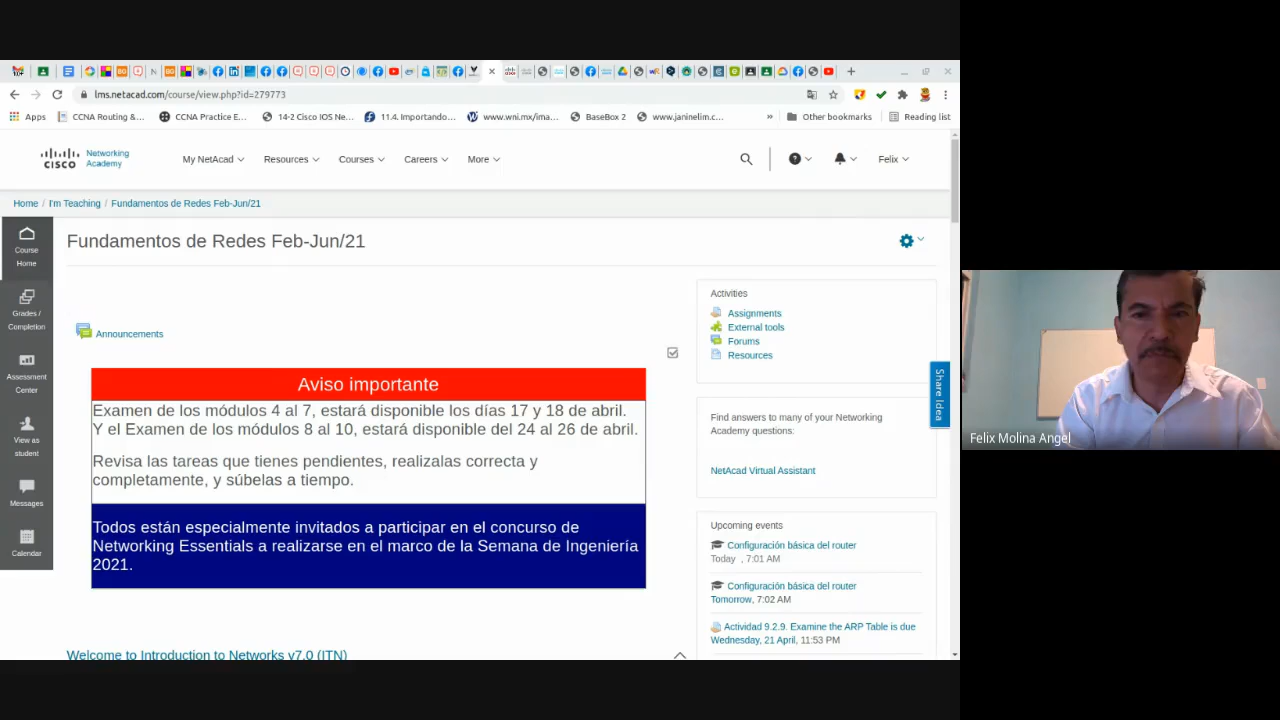 lms.netacad.com/course/view.php?id=279773
Apps CCNA Routing &... CCNA Practice E... 14-2 Cisco IOS Ne... 11.4. Importando... www.wni.mx/ima... BaseBox 2 www.janinelim.c... » Other bookmarks Reading list
CISCO Networking Academy
My NetAcad Resources Courses Careers More Felix
Home / I'm Teaching / Fundamentos de Redes Feb-Jun/21
Course
Home
Grades /
Completion
Assessment
Center
View as
student
Messages
Calendar
Fundamentos de Redes Feb-Jun/21
Announcements
Aviso importante
Examen de los módulos 4 al 7, estará disponible los días 17 y 18 de abril.
Y el Examen de los módulos 8 al 10, estará disponible del 24 al 26 de abril.
Revisa las tareas que tienes pendientes, realizalas correcta y
completamente, y súbelas a tiempo.
Todos están especialmente invitados a participar en el concurso de
Networking Essentials a realizarse en el marco de la Semana de Ingeniería
2021.
Welcome to Introduction to Networks v7.0 (ITN)
Activities
Assignments
External tools
Forums
Resources
Find answers to many of your Networking
Academy questions:
NetAcad Virtual Assistant
Upcoming events
Configuración básica del router
Today , 7:01 AM
Configuración básica del router
Tomorrow, 7:02 AM
Actividad 9.2.9. Examine the ARP Table is due
Wednesday, 21 April, 11:53 PM
Share Idea
Felix Molina Angel